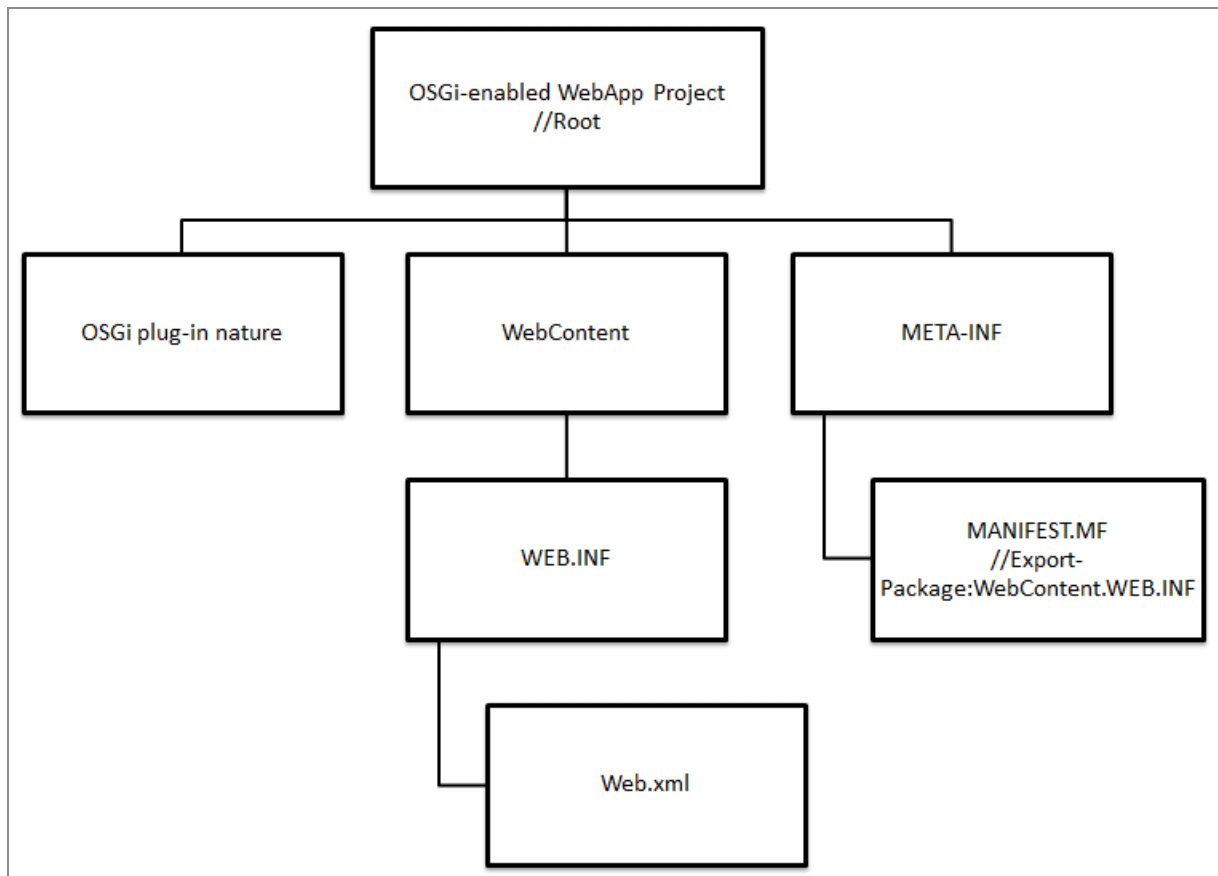 OSGi-enabled WebApp Project
//Root
OSGi plug-in nature
WebContent
META-INF
WEB.INF
MANIFEST.MF
//Export-
Package:WebContent.WEB.INF
Web.xml